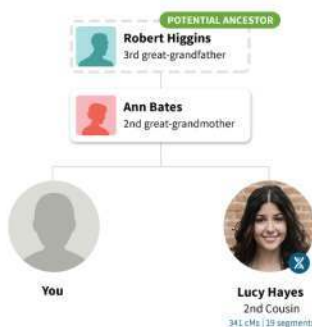 POTENTIAL ANCESTOR
Robert Higgins
3rd great-grandfather
Ann Bates
2nd great-grandmother
You
Lucy Hayes
2nd Cousin
341 cMs | 19 segments